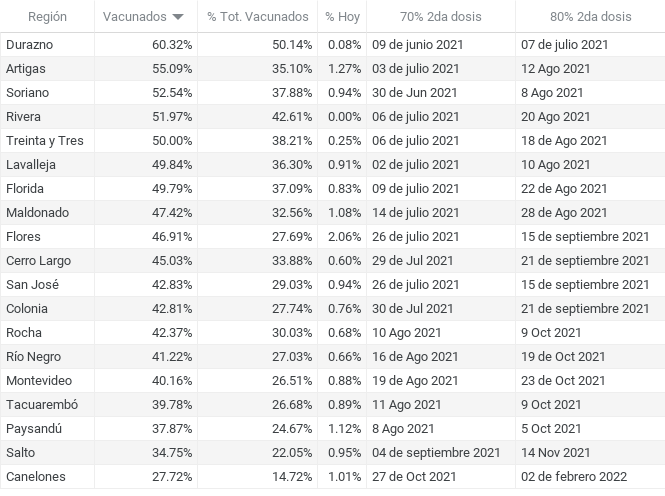 Región Vacunados % Tot. Vacunados % Hoy 70% 2da dosis 80% 2da dosis
Durazno 60.32% 50.14% 0.08% 09 de junio 2021 07 de julio 2021
Artigas 55.09% 35.10% 1.27% 03 de julio 2021 12 Ago 2021
Soriano 52.54% 37.88% 0.94% 30 de Jun 2021 8 Ago 2021
Rivera 51.97% 42.61% 0.00% 06 de julio 2021 20 Ago 2021
Treinta y Tres 50.00% 38.21% 0.25% 06 de julio 2021 18 de Ago 2021
Lavalleja 49.84% 36.30% 0.91% 02 de julio 2021 10 Ago 2021
Florida 49.79% 37.09% 0.83% 09 de julio 2021 22 de Ago 2021
Maldonado 47.42% 32.56% 1.08% 14 de julio 2021 28 de Ago 2021
Flores 46.91% 27.69% 2.06% 26 de julio 2021 15 de septiembre 2021
Cerro Largo 45.03% 33.88% 0.60% 29 de Jul 2021 21 de septiembre 2021
San José 42.83% 29.03% 0.94% 26 de julio 2021 15 de septiembre 2021
Colonia 42.81% 27.74% 0.76% 30 de Jul 2021 21 de septiembre 2021
Rocha 42.37% 30.03% 0.68% 10 Ago 2021 9 Oct 2021
Río Negro 41.22% 27.03% 0.66% 16 de Ago 2021 19 de Oct 2021
Montevideo 40.16% 26.51% 0.88% 19 de Ago 2021 23 de Oct 2021
Tacuarembó 39.78% 26.68% 0.89% 11 Ago 2021 9 Oct 2021
Paysandú 37.87% 24.67% 1.12% 8 Ago 2021 5 Oct 2021
Salto 34.75% 22.05% 0.95% 04 de septiembre 2021 14 Nov 2021
Canelones 27.72% 14.72% 1.01% 27 de Oct 2021 02 de febrero 2022